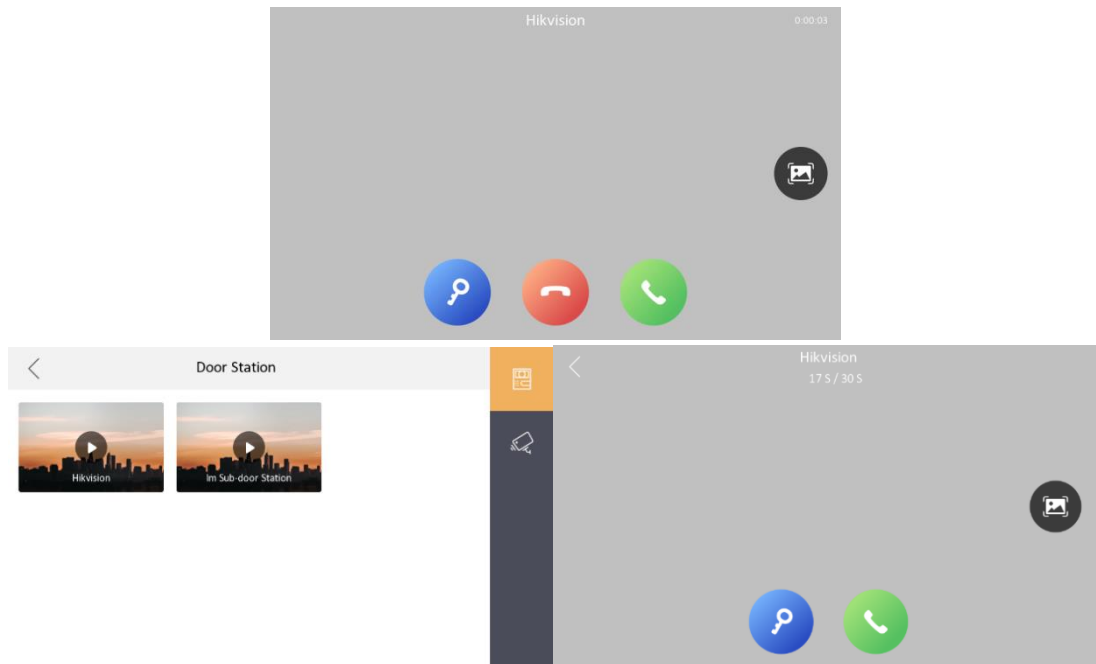 Hikvision
0:00:03
Door Station
Hikvision
Im Sub-door Station
Hikvision
17 S / 30 S